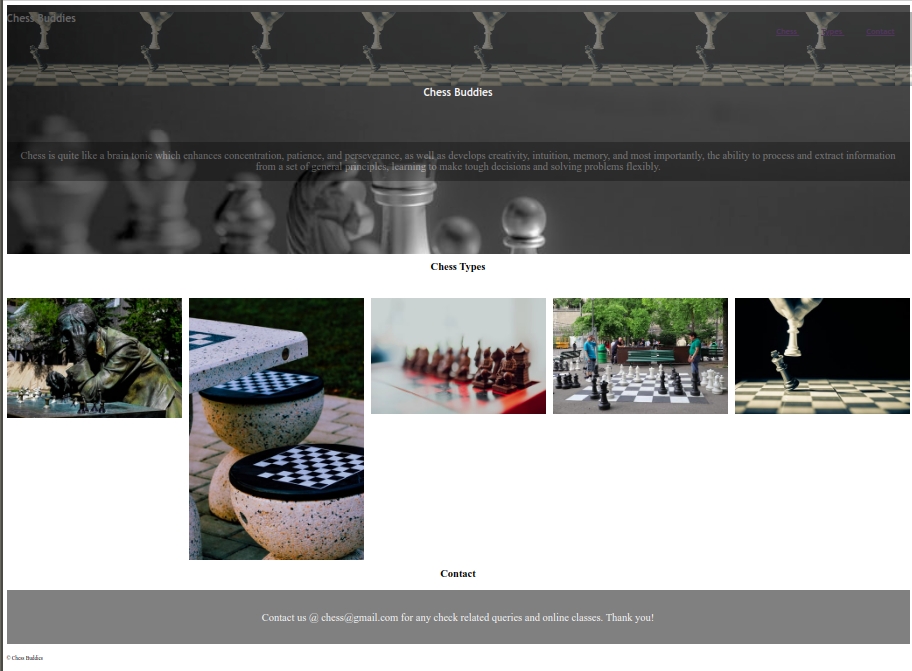 Chess Buddies
Chess Types Contact
Chess Buddies
Chess is quite like a brain tonic which enhances concentration, patience, and perseverance, as well as develops creativity, intuition, memory, and most importantly, the ability to process and extract information
from a set of general principles, learning to make tough decisions and solving problems flexibly.
Chess Types
Contact
Contact us @ chess@gmail.com for any check related queries and online classes. Thank you!
© Chess Buddies